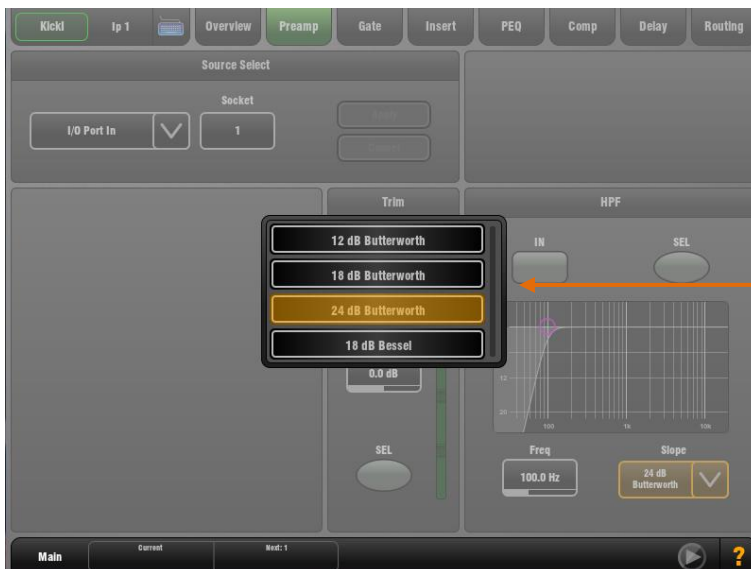 KickI
Ip 1
Overview
Preamp
Gate
Insert
PEQ
Comp
Delay
Routing
Source Select
Socket
I/O Port In
1
Cancel
Trim
HPF
IN
SEL
12 dB Butterworth
18 dB Butterworth
24 dB Butterworth
18 dB Bessel
0.0 dB
12
20
100
1k
10k
SEL
Freq
Slope
100.0 Hz
24 dB
Butterworth
Main
Current
Next: 1
?